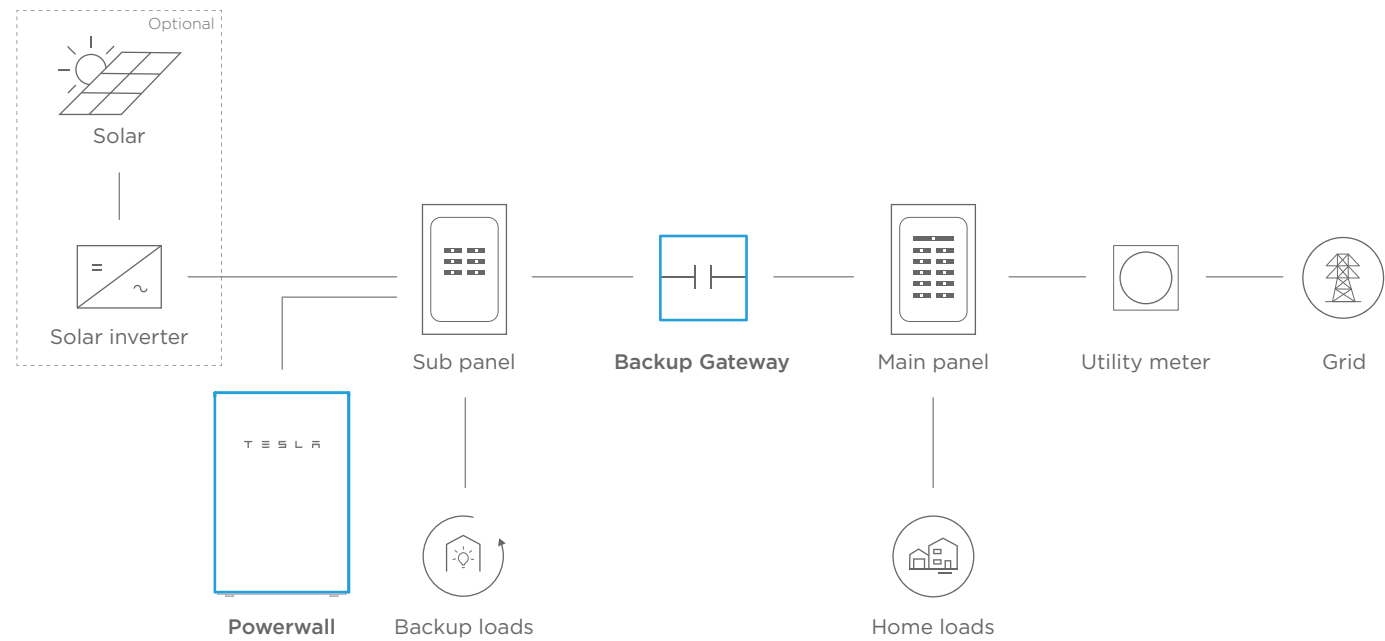 Optional
Solar
Solar inverter
Sub panel
Backup Gateway
Main panel
Utility meter
Grid
TESLA
Powerwall
Backup loads
Home loads